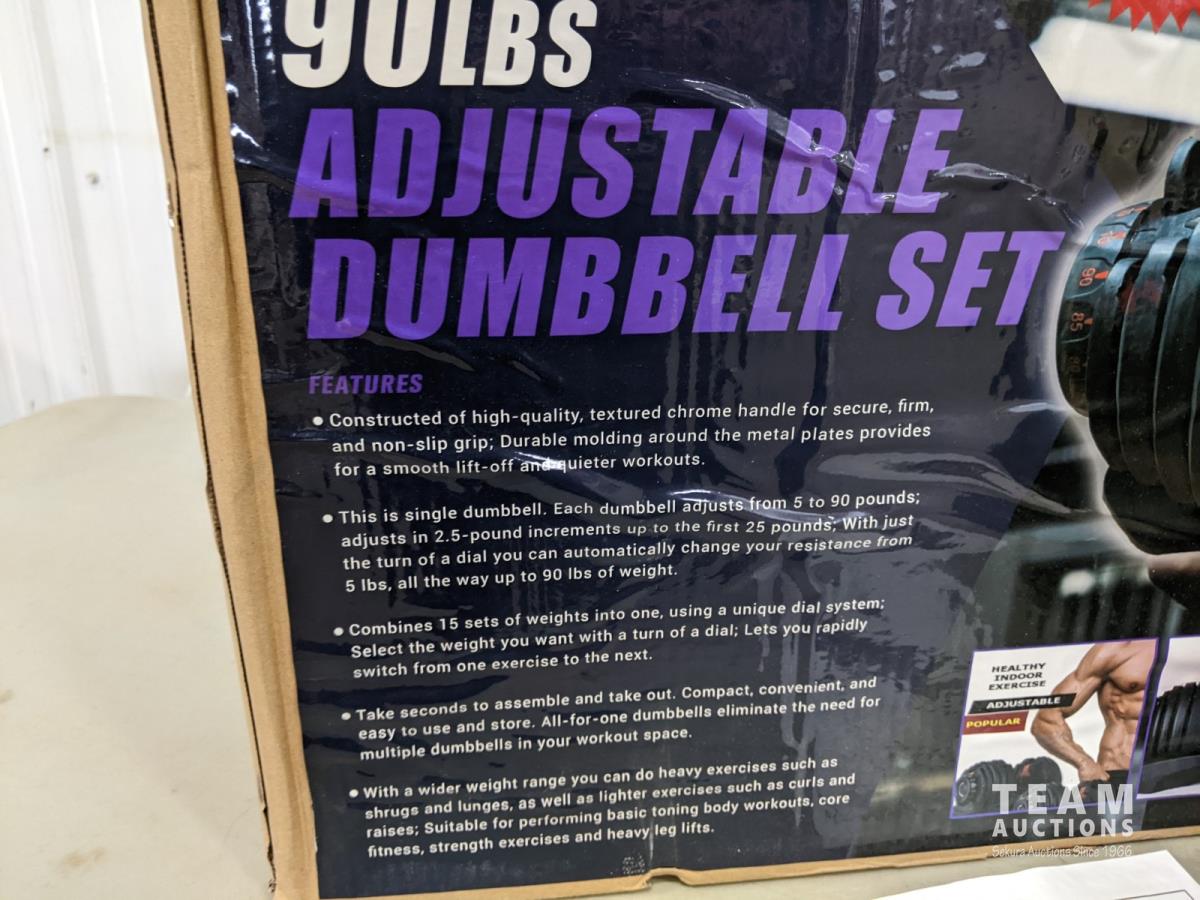 90LBS
ADJUSTABLE
DUMBBELL SET
FEATURES
• Constructed of high-quality, textured chrome handle for secure, firm,
and non-slip grip; Durable molding around the metal plates provides
for a smooth lift-off and quieter workouts.
• This is single dumbbell. Each dumbbell adjusts from 5 to 90 pounds;
adjusts in 2.5-pound increments up to the first 25 pounds; With just
the turn of a dial you can automatically change your resistance from
5 lbs, all the way up to 90 lbs of weight.
• Combines 15 sets of weights into one, using a unique dial system;
Select the weight you want with a turn of a dial; Lets you rapidly
switch from one exercise to the next.
• Take seconds to assemble and take out. Compact, convenient, and
easy to use and store. All-for-one dumbbells eliminate the need for
multiple dumbbells in your workout space.
• With a wider weight range you can do heavy exercises such as
shrugs and lunges, as well as lighter exercises such as curls and
raises; Suitable for performing basic toning body workouts, core
fitness, strength exercises and heavy leg lifts.
90
85
HEALTHY
INDOOR
EXERCISE
ADJUSTABLE
POPULAR
TEAM
AUCTIONS
Sekura Auctions Since 1966